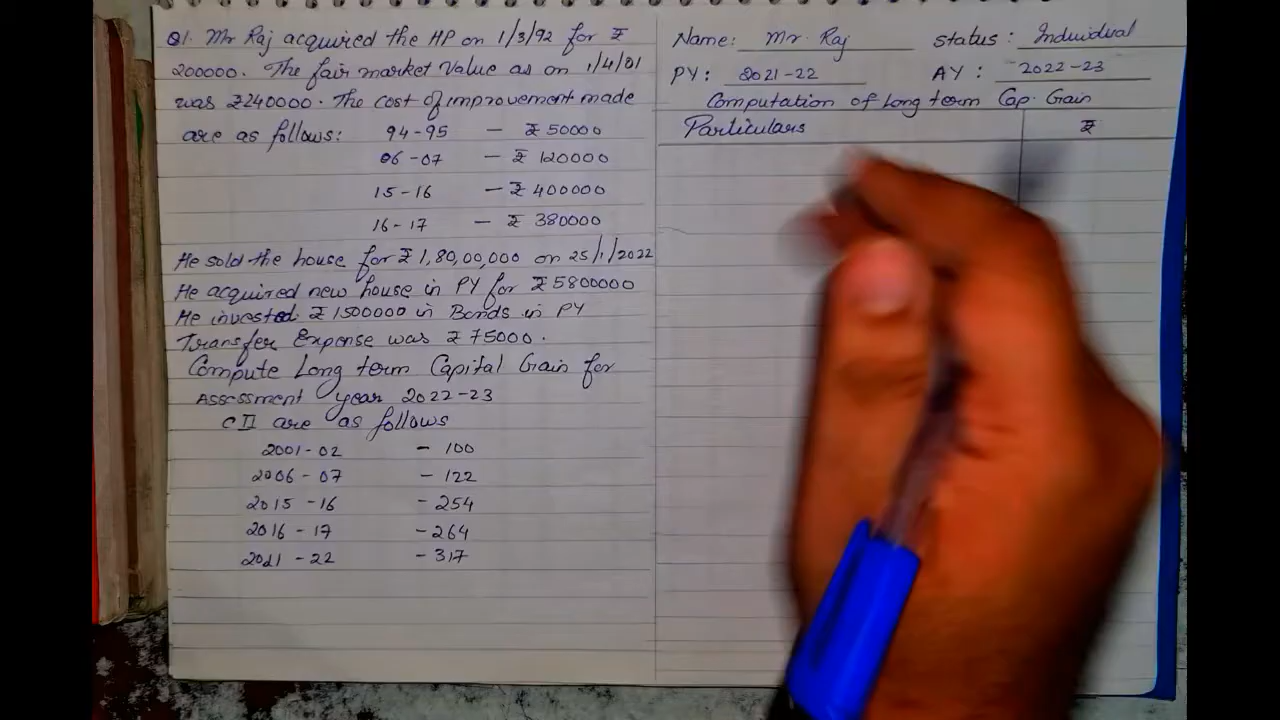 Q1. Mr Raj acquired the HP on 1/3/92 for ₹
200000. The fair market Value as on 1/4/01
was ₹240000. The cost of improvement made
are as follows: 94-95 - ₹ 50000
06-07 - ₹ 120000
15-16 - ₹ 400000
16-17 - ₹ 380000
He sold the house for ₹ 1,80,00,000 on 25/1/2022
He acquired new house in PY for ₹ 5800000
He invested ₹ 1500000 in Bonds in PY
Transfer Expense was ₹ 75000.
Compute Long term Capital Gain for
Assessment year 2022-23
CII are as follows
2001-02 - 100
2006-07 - 122
2015-16 - 254
2016-17 - 264
2021-22 - 317
Name: Mr. Raj Status: Individual
PY: 2021-22 AY: 2022-23
Computation of Long term Cap. Gain
Particulars ₹